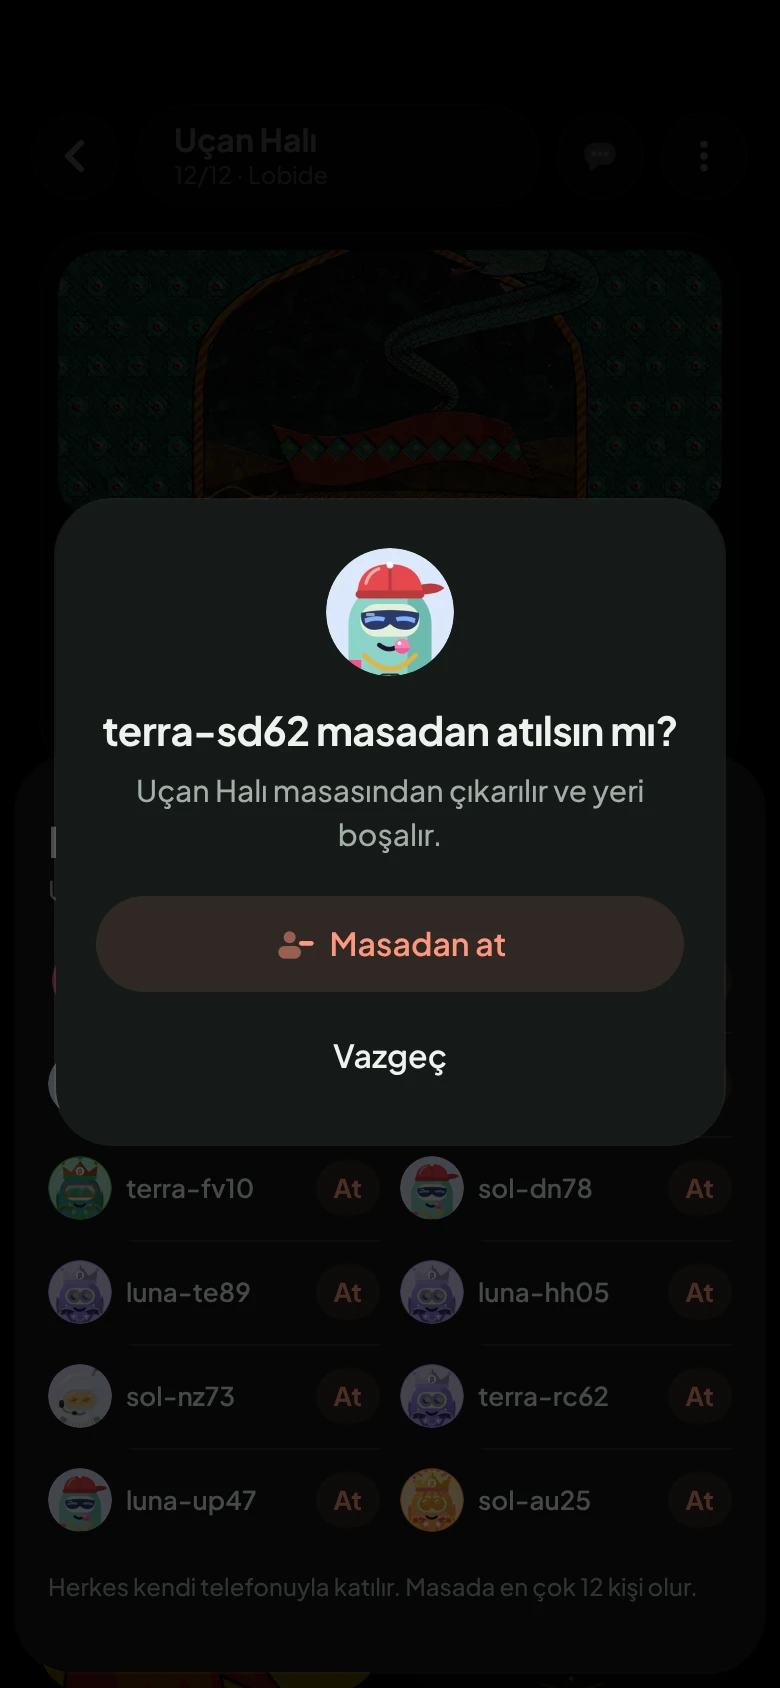 Uçan Halı
12/12 · Lobide
terra-sd62 masadan atılsın mı?
Uçan Halı masasından çıkarılır ve yeri
boşalır.
Masadan at
Vazgeç
terra-fv10 At sol-dn78 At
luna-te89 At luna-hh05 At
sol-nz73 At terra-rc62 At
luna-up47 At sol-au25 At
Herkes kendi telefonuyla katılır. Masada en çok 12 kişi olur.